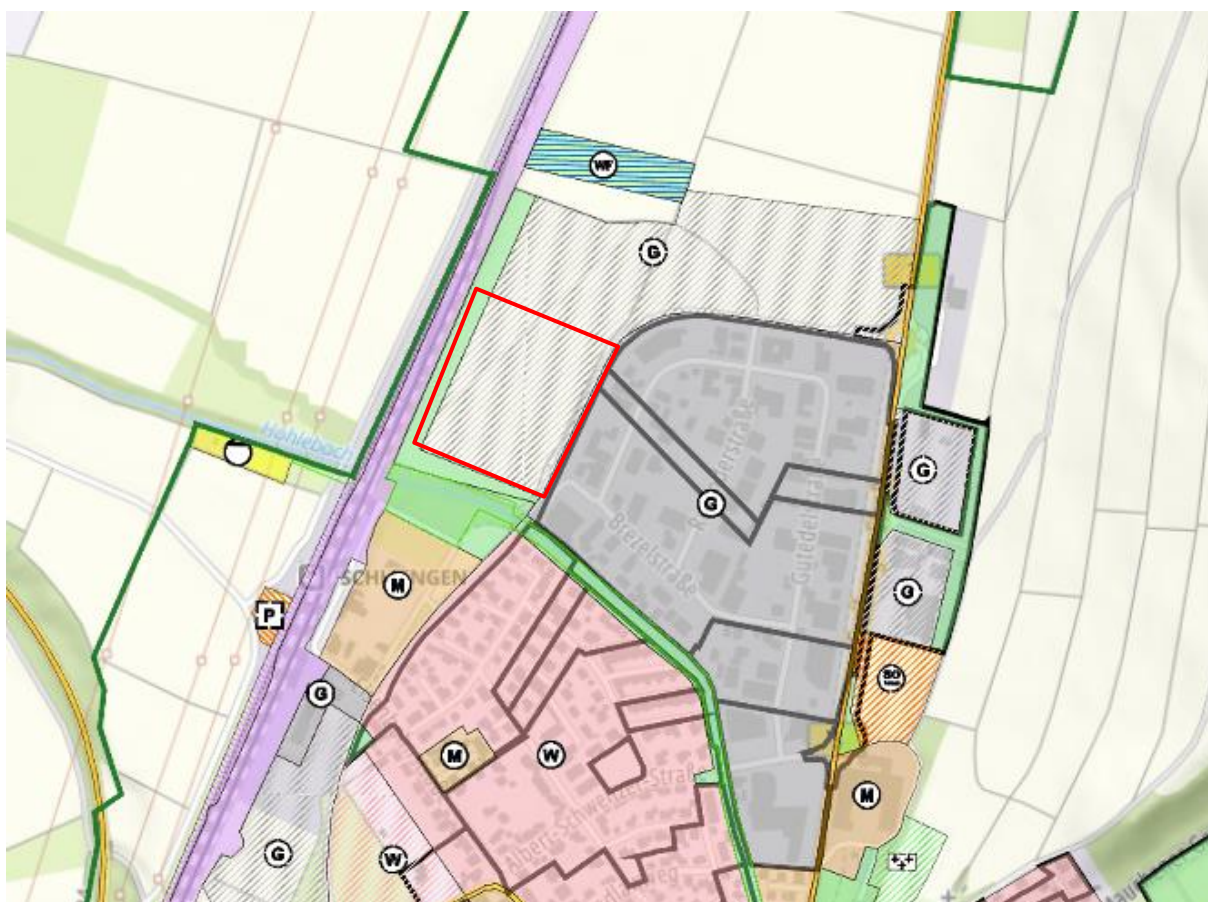 WF
G
Hohlebach
G
G
Gutedelstraße
Brezelstraße
SCHLIENGEN
M
G
P
SO
G
M
W
M
Albert-Schweitzer-Straße
G
W